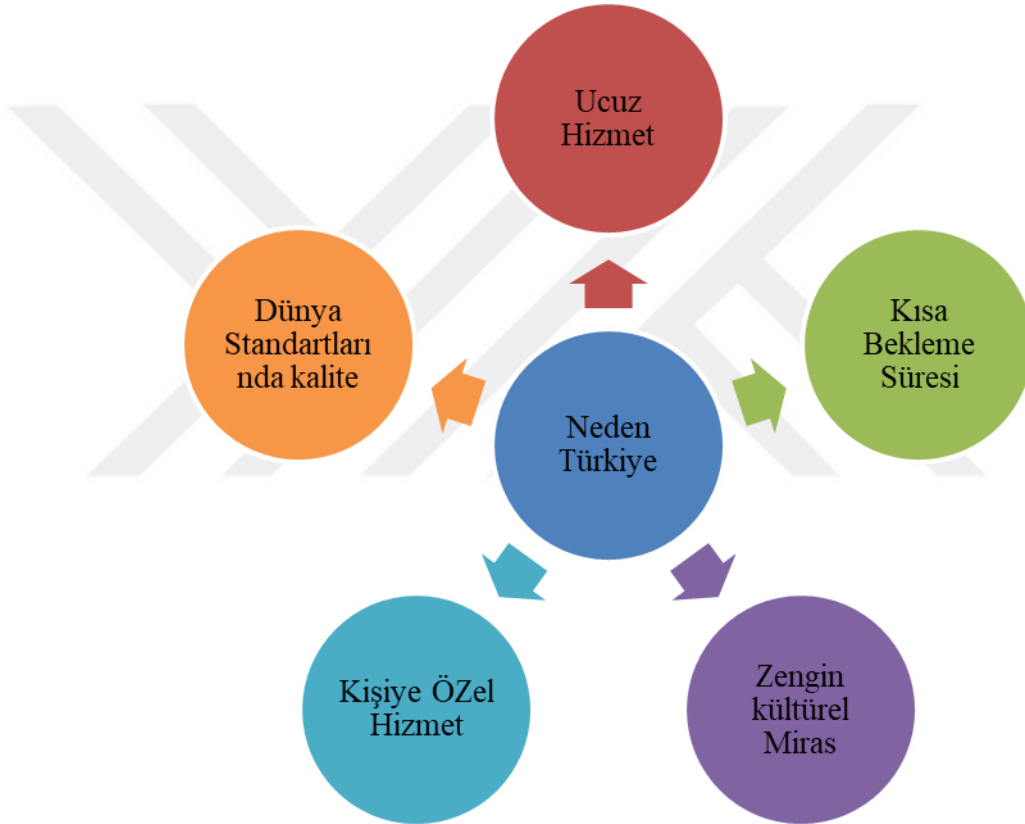 Ucuz
Hizmet
Dünya
Standartları
nda kalite
Kısa
Bekleme
Süresi
Neden
Türkiye
Kişiye ÖZel
Hizmet
Zengin
kültürel
Miras